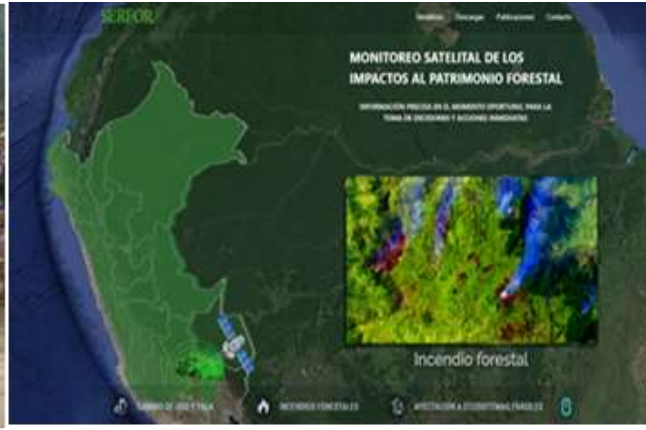 SERFOR
Temáticas Descargas Publicaciones Contacto
MONITOREO SATELITAL DE LOS
IMPACTOS AL PATRIMONIO FORESTAL
INFORMACIÓN PRECISA EN EL MOMENTO OPORTUNO, PARA LA
TOMA DE DECISIONES Y ACCIONES INMEDIATAS
Incendio forestal
CAMBIO DE USO Y TALA INCENDIOS FORESTALES AFECTACIÓN A ECOSISTEMAS FRÁGILES